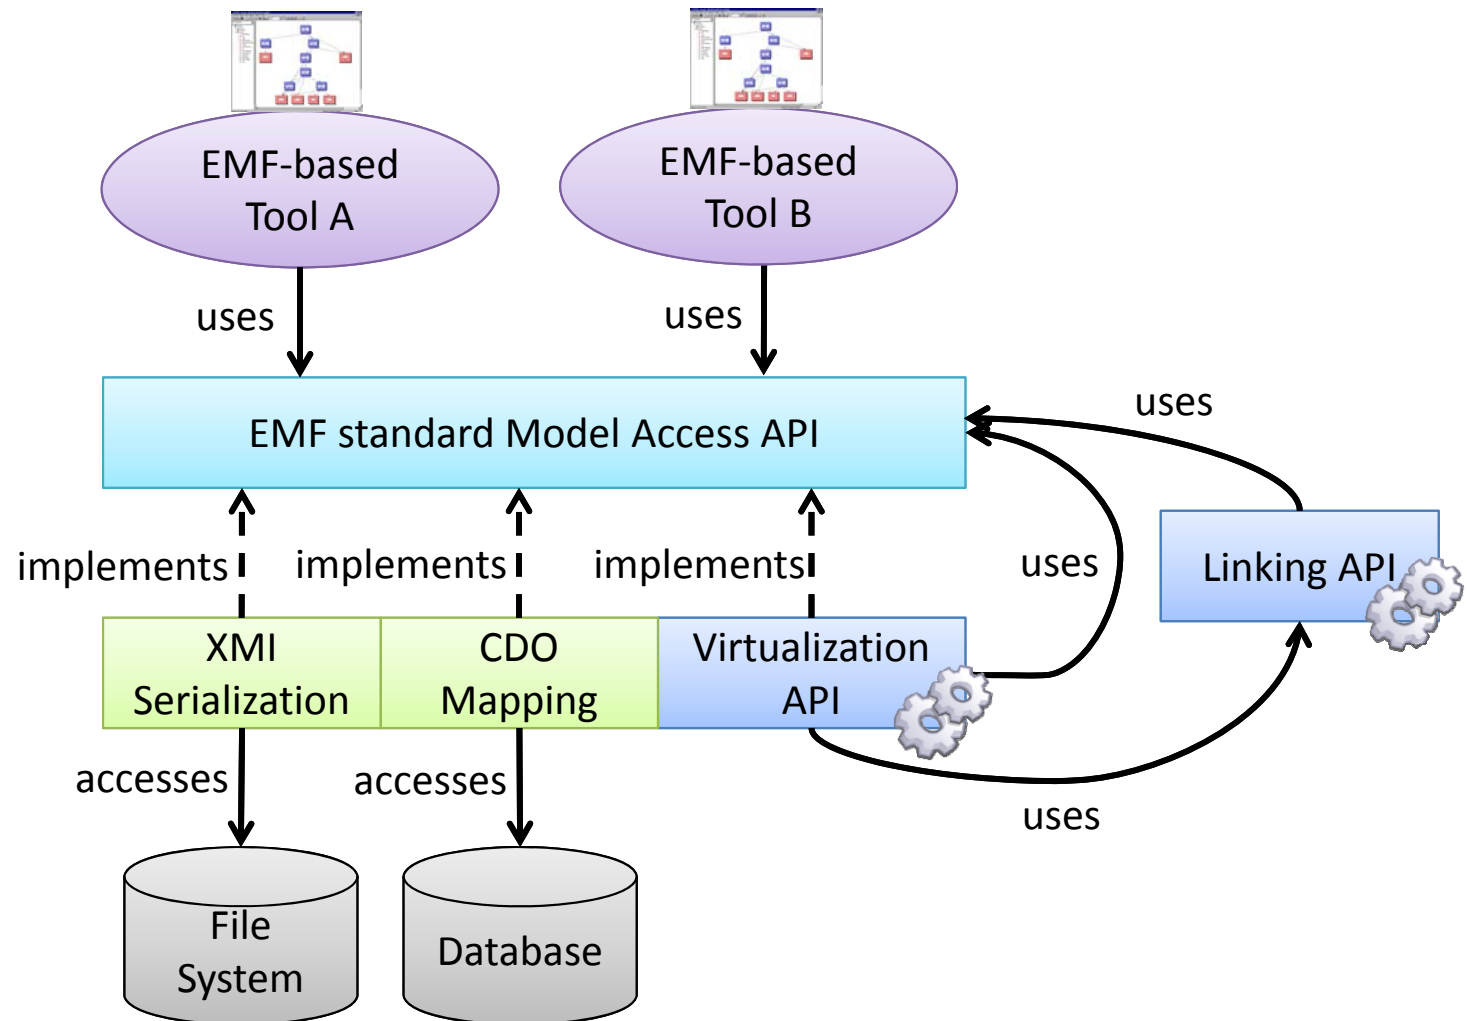 EMF-based
Tool A
EMF-based
Tool B
uses
uses
EMF standard Model Access API
uses
implements
implements
implements
uses
Linking API
XMI
Serialization
CDO
Mapping
Virtualization
API
accesses
accesses
uses
File
System
Database